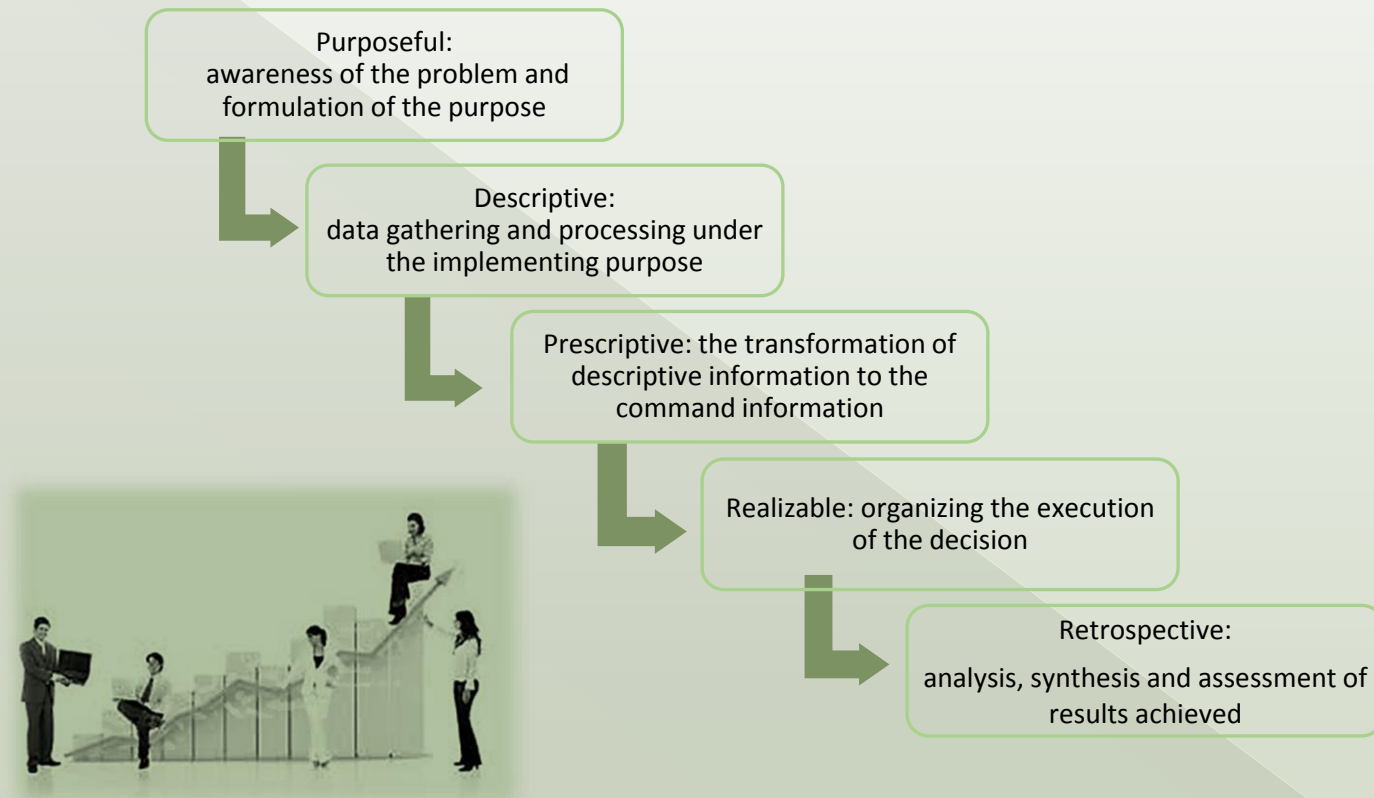 Purposeful:
awareness of the problem and
formulation of the purpose
Descriptive:
data gathering and processing under
the implementing purpose
Prescriptive: the transformation of
descriptive information to the
command information
Realizable: organizing the execution
of the decision
Retrospective:
analysis, synthesis and assessment of
results achieved